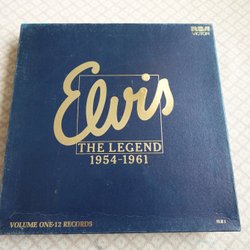 RCA
VICTOR
Elvis
THE LEGEND
1954-1961
VOLUME ONE·12 RECORDS